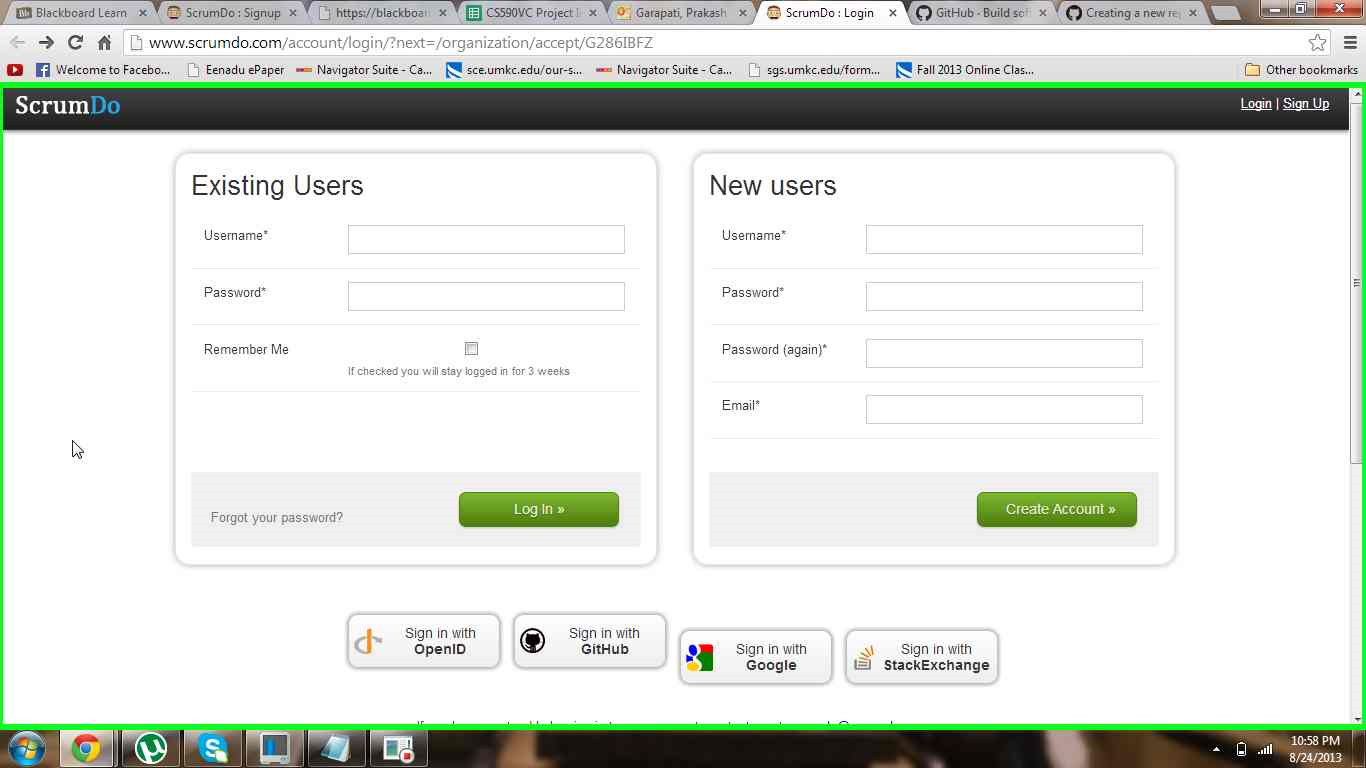 Blackboard Learn
ScrumDo : Signup
https://blackboar
CS590VC Project I
Garapati, Prakash
ScrumDo : Login
GitHub - Build sof
Creating a new re
www.scrumdo.com/account/login/?next=/organization/accept/G286IBFZ
Welcome to Facebo...
Eenadu ePaper
Navigator Suite - Ca...
sce.umkc.edu/our-s...
Navigator Suite - Ca...
sgs.umkc.edu/form...
Fall 2013 Online Clas...
Other bookmarks
ScrumDo
Login | Sign Up
Existing Users
Username*
Password*
Remember Me
If checked you will stay logged in for 3 weeks
Forgot your password?
Log In »
New users
Username*
Password*
Password (again)*
Email*
Create Account »
Sign in with
OpenID
Sign in with
GitHub
Sign in with
Google
Sign in with
StackExchange
10:58 PM
8/24/2013